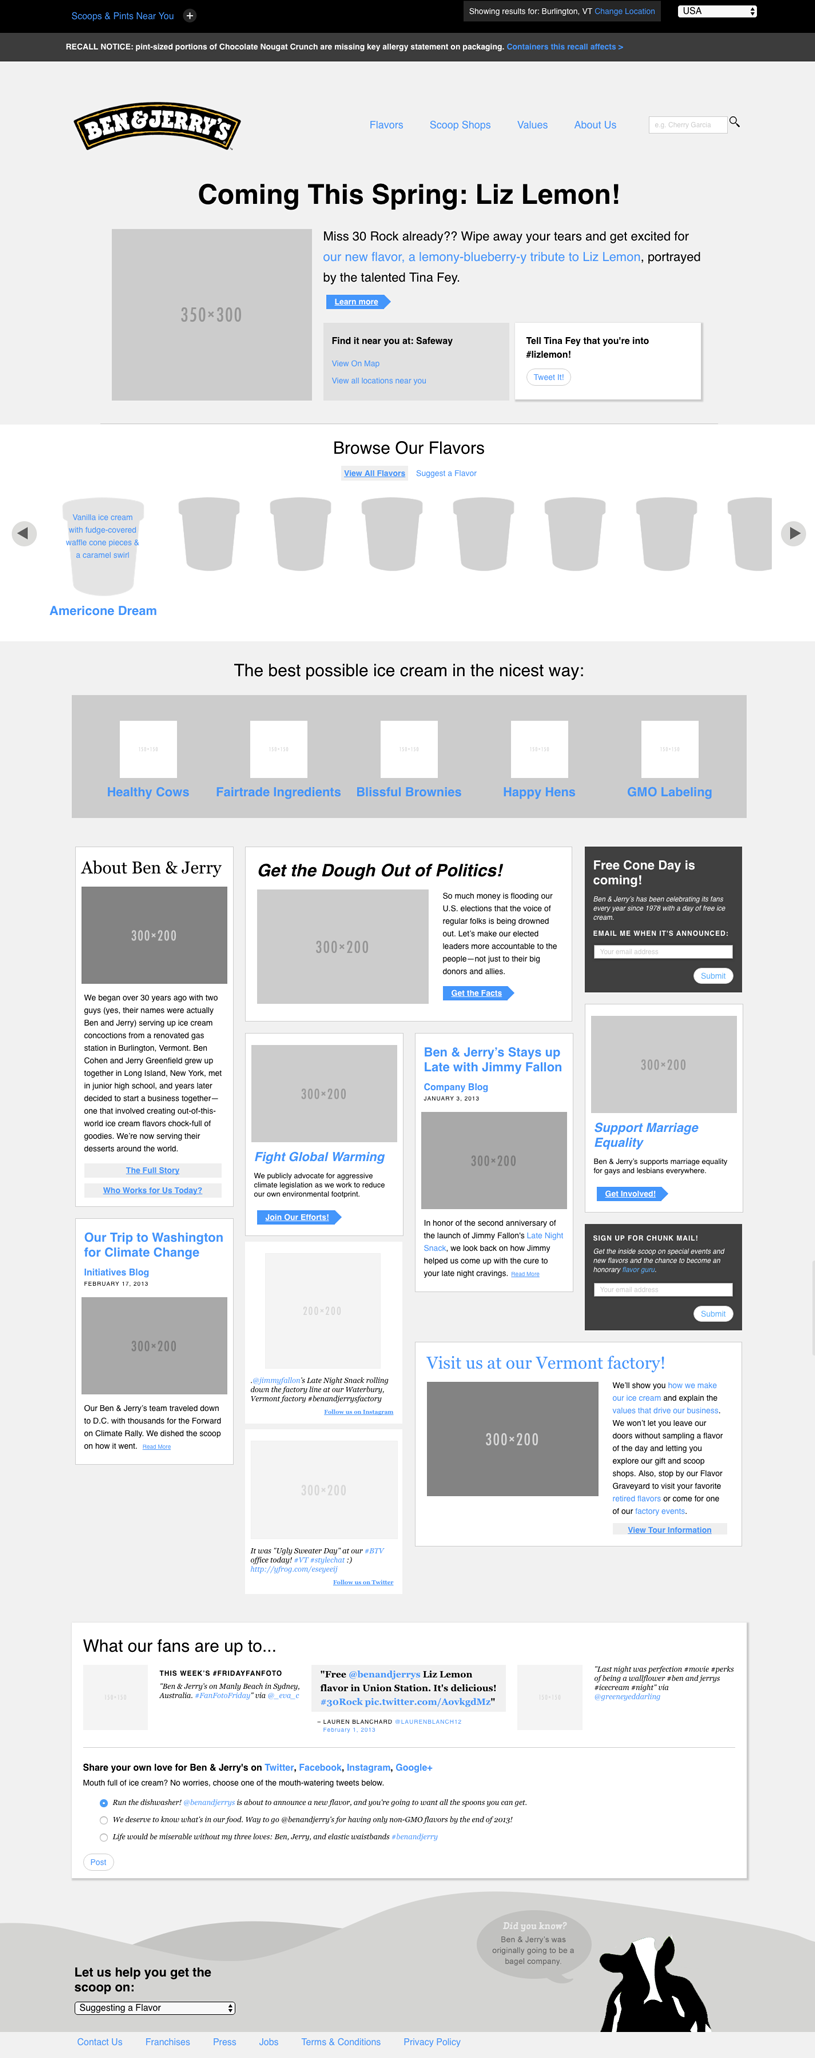 Scoops & Pints Near You
Showing results for: Burlington, VT Change Location
USA
RECALL NOTICE: pint-sized portions of Chocolate Nougat Crunch are missing key allergy statement on packaging. Containers this recall affects >
BEN & JERRY'S
Flavors
Scoop Shops
Values
About Us
e.g. Cherry Garcia
Coming This Spring: Liz Lemon!
350×300
Miss 30 Rock already?? Wipe away your tears and get excited for
our new flavor, a lemony-blueberry-y tribute to Liz Lemon, portrayed
by the talented Tina Fey.
Learn more
Find it near you at: Safeway
View On Map
View all locations near you
Tell Tina Fey that you're into
#lizlemon!
Tweet It!
Browse Our Flavors
View All Flavors
Suggest a Flavor
Vanilla ice cream
with fudge-covered
waffle cone pieces &
a caramel swirl
Americone Dream
The best possible ice cream in the nicest way:
150×150
150×150
150×150
150×150
150×150
Healthy Cows
Fairtrade Ingredients
Blissful Brownies
Happy Hens
GMO Labeling
About Ben & Jerry
300×200
We began over 30 years ago with two
guys (yes, their names were actually
Ben and Jerry) serving up ice cream
concoctions from a renovated gas
station in Burlington, Vermont. Ben
Cohen and Jerry Greenfield grew up
together in Long Island, New York, met
in junior high school, and years later
decided to start a business together—
one that involved creating out-of-this-
world ice cream flavors chock-full of
goodies. We're now serving their
desserts around the world.
The Full Story
Who Works for Us Today?
Our Trip to Washington
for Climate Change
Initiatives Blog
FEBRUARY 17, 2013
300×200
Our Ben & Jerry's team traveled down
to D.C. with thousands for the Forward
on Climate Rally. We dished the scoop
on how it went. Read More
Get the Dough Out of Politics!
300×200
So much money is flooding our
U.S. elections that the voice of
regular folks is being drowned
out. Let's make our elected
leaders more accountable to the
people—not just to their big
donors and allies.
Get the Facts
300×200
Fight Global Warming
We publicly advocate for aggressive
climate legislation as we work to reduce
our own environmental footprint.
Join Our Efforts!
200×200
.@jimmyfallon's Late Night Snack rolling
down the factory line at our Waterbury,
Vermont factory #benandjerrysfactory
Follow us on Instagram
300×200
It was "Ugly Sweater Day" at our #BTV
office today! #VT #stylechat :)
http://yfrog.com/eseyeeij
Follow us on Twitter
Ben & Jerry's Stays up
Late with Jimmy Fallon
Company Blog
JANUARY 3, 2013
300×200
In honor of the second anniversary of
the launch of Jimmy Fallon's Late Night
Snack, we look back on how Jimmy
helped us come up with the cure to
your late night cravings. Read More
Free Cone Day is
coming!
Ben & Jerry's has been celebrating its fans
every year since 1978 with a day of free ice
cream.
EMAIL ME WHEN IT'S ANNOUNCED:
Your email address
Submit
300×200
Support Marriage
Equality
Ben & Jerry's supports marriage equality
for gays and lesbians everywhere.
Get Involved!
SIGN UP FOR CHUNK MAIL!
Get the inside scoop on special events and
new flavors and the chance to become an
honorary flavor guru.
Your email address
Submit
Visit us at our Vermont factory!
300×200
We'll show you how we make
our ice cream and explain the
values that drive our business.
We won't let you leave our
doors without sampling a flavor
of the day and letting you
explore our gift and scoop
shops. Also, stop by our Flavor
Graveyard to visit your favorite
retired flavors or come for one
of our factory events.
View Tour Information
What our fans are up to...
150×150
THIS WEEK'S #FRIDAYFANFOTO
"Ben & Jerry's on Manly Beach in Sydney,
Australia. #FanFotoFriday" via @_eva_c
"Free @benandjerrys Liz Lemon
flavor in Union Station. It's delicious!
#30Rock pic.twitter.com/AovkgdMz"
– LAUREN BLANCHARD @LAURENBLANCH12
February 1, 2013
150×150
"Last night was perfection #movie #perks
of being a wallflower #ben and jerrys
#icecream #night" via
@greeneyeddarling
Share your own love for Ben & Jerry's on Twitter, Facebook, Instagram, Google+
Mouth full of ice cream? No worries, choose one of the mouth-watering tweets below.
Run the dishwasher! @benandjerrys is about to announce a new flavor, and you're going to want all the spoons you can get.
We deserve to know what's in our food. Way to go @benandjerry's for having only non-GMO flavors by the end of 2013!
Life would be miserable without my three loves: Ben, Jerry, and elastic waistbands #benandjerry
Post
Did you know?
Ben & Jerry's was
originally going to be a
bagel company.
Let us help you get the
scoop on:
Suggesting a Flavor
Contact Us
Franchises
Press
Jobs
Terms & Conditions
Privacy Policy